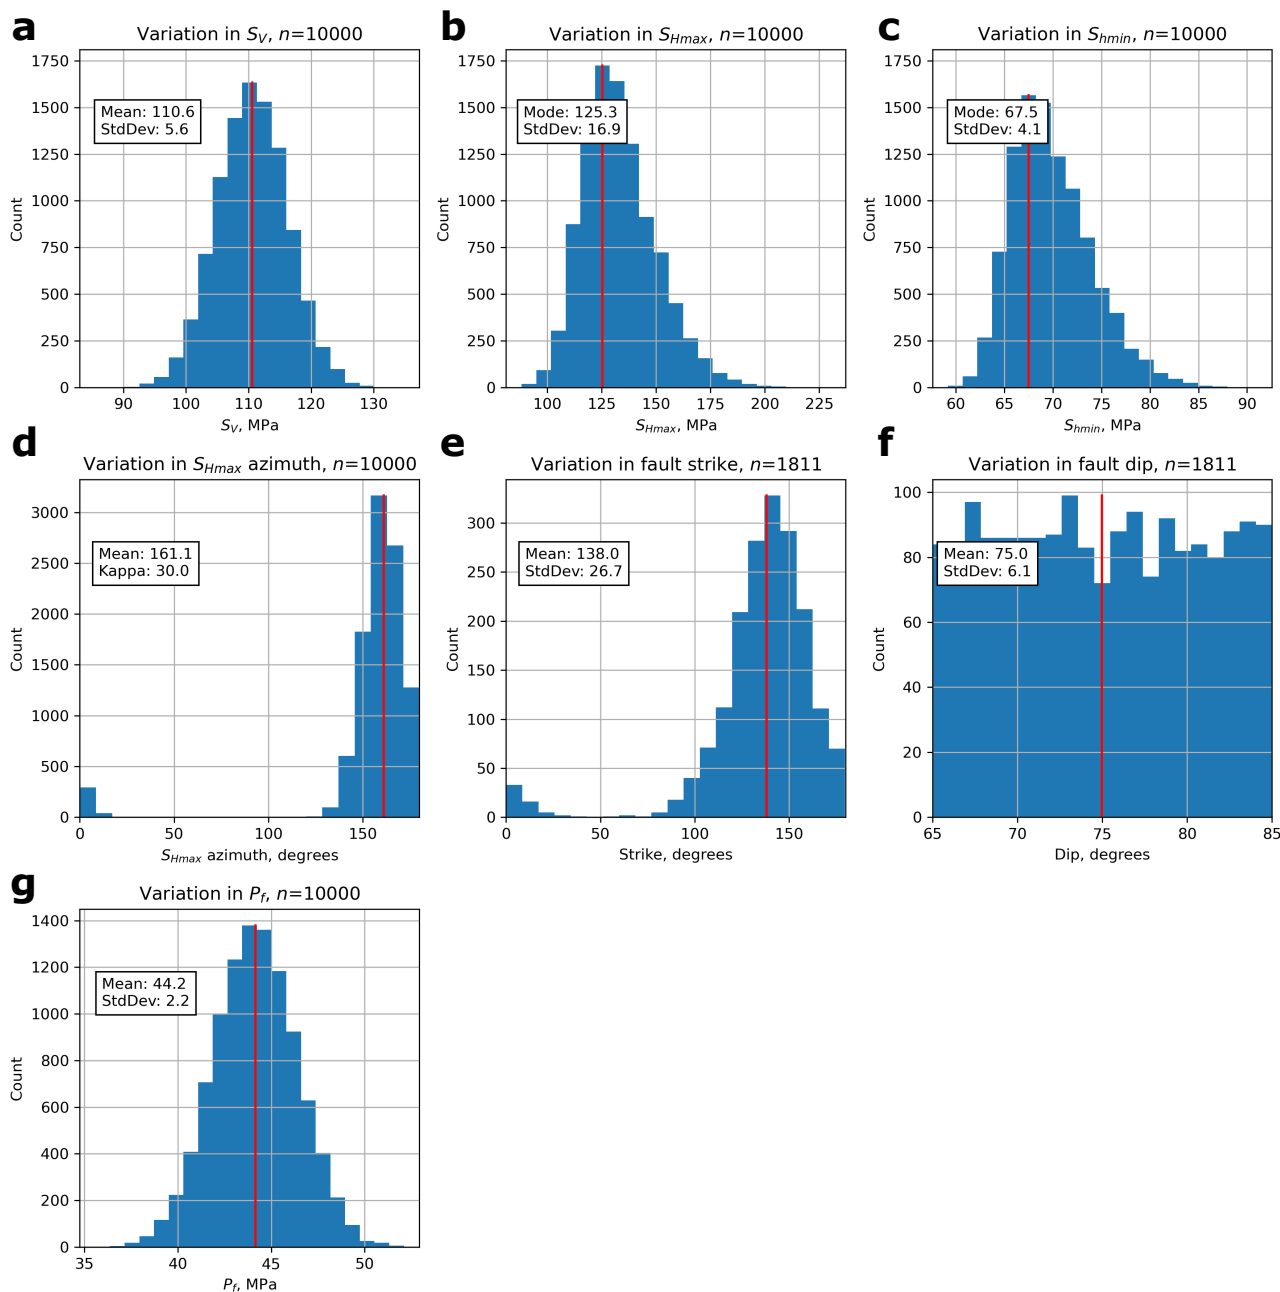 a
Variation in S_V, n=10000
1750
1500
1250
1000
750
500
250
0
Count
Mean: 110.6
StdDev: 5.6
90 100 110 120 130
S_V, MPa
b
Variation in S_Hmax, n=10000
1750
1500
1250
1000
750
500
250
0
Count
Mode: 125.3
StdDev: 16.9
100 125 150 175 200 225
S_Hmax, MPa
c
Variation in S_hmin, n=10000
1750
1500
1250
1000
750
500
250
0
Count
Mode: 67.5
StdDev: 4.1
60 65 70 75 80 85 90
S_hmin, MPa
d
Variation in S_Hmax azimuth, n=10000
3000
2500
2000
1500
1000
500
0
Count
Mean: 161.1
Kappa: 30.0
0 50 100 150
S_Hmax azimuth, degrees
e
Variation in fault strike, n=1811
300
250
200
150
100
50
0
Count
Mean: 138.0
StdDev: 26.7
0 50 100 150
Strike, degrees
f
Variation in fault dip, n=1811
100
80
60
40
20
0
Count
Mean: 75.0
StdDev: 6.1
65 70 75 80 85
Dip, degrees
g
Variation in P_f, n=10000
1400
1200
1000
800
600
400
200
0
Count
Mean: 44.2
StdDev: 2.2
35 40 45 50
P_f, MPa